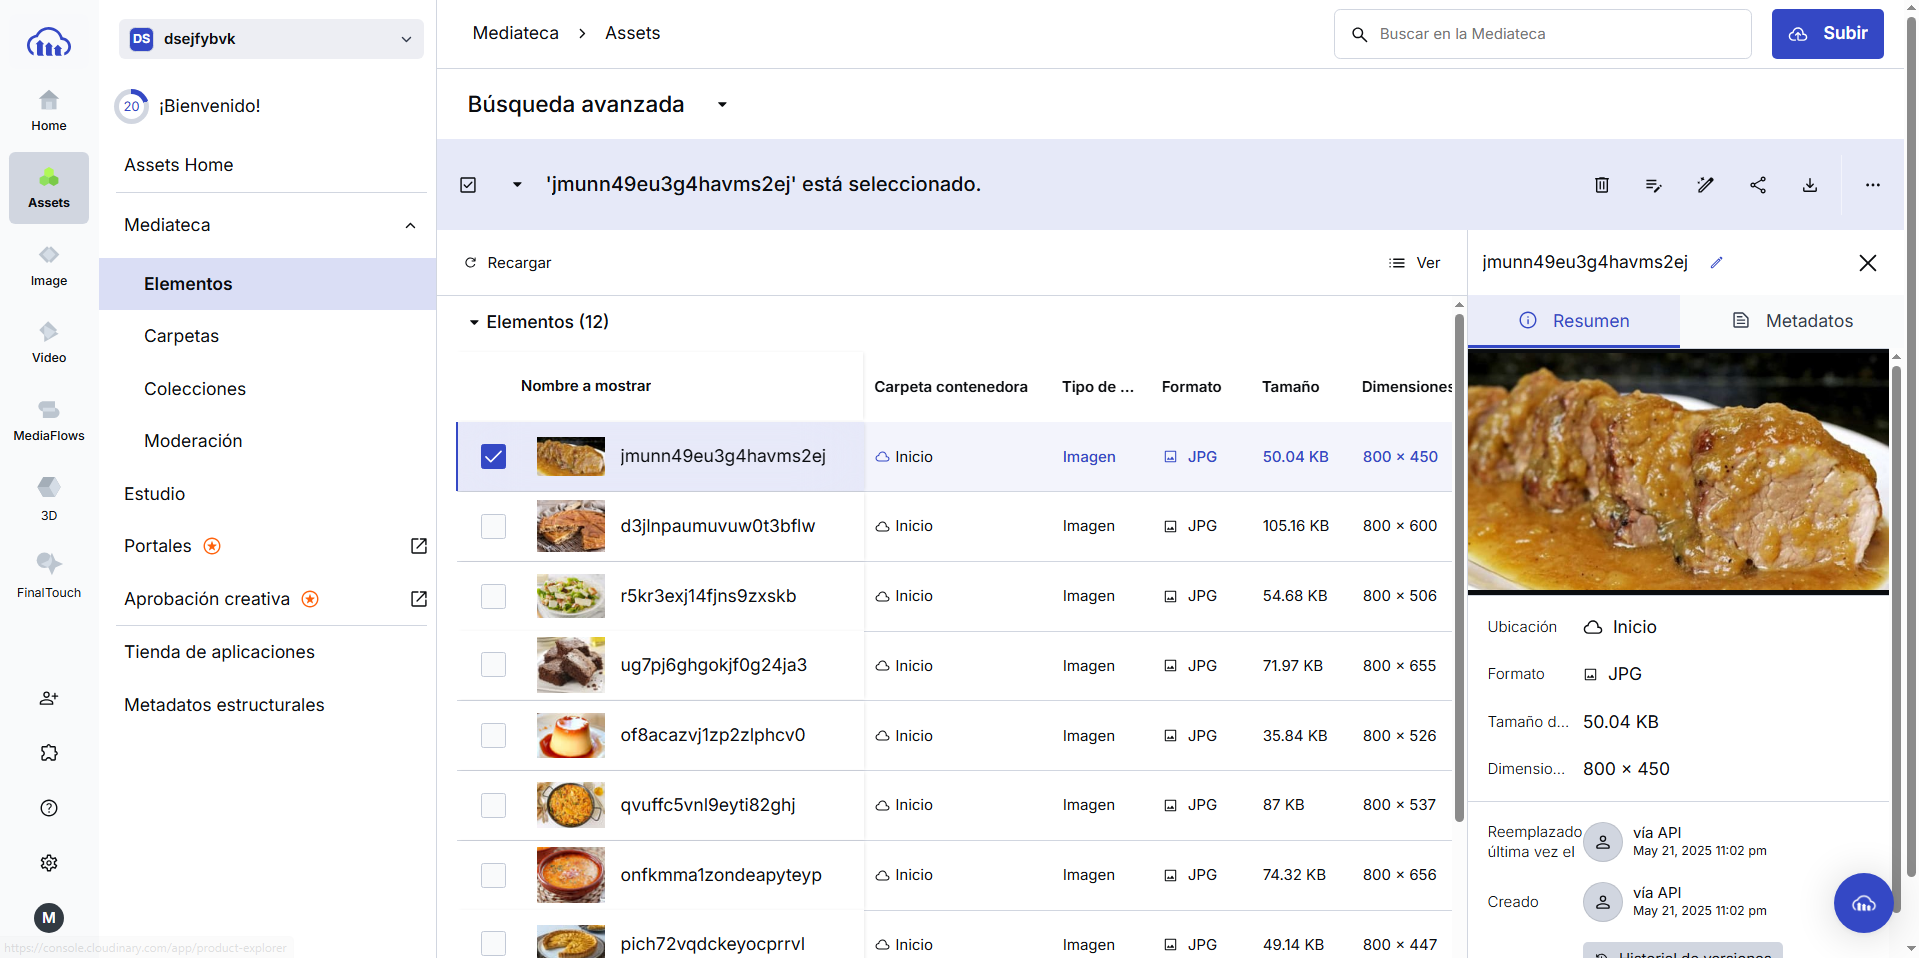 DS dsejfybvk
Mediateca > Assets
Buscar en la Mediateca
Subir
Home
20 ¡Bienvenido!
Búsqueda avanzada
Assets Home
Assets
Mediateca
'jmunn49eu3g4havms2ej' está seleccionado.
Image
Elementos
Recargar
Ver
jmunn49eu3g4havms2ej
Video
Carpetas
Elementos (12)
Resumen
Metadatos
MediaFlows
Colecciones
Nombre a mostrar
Carpeta contenedora
Tipo de ...
Formato
Tamaño
Dimensiones
Moderación
jmunn49eu3g4havms2ej Inicio Imagen JPG 50.04 KB 800 × 450
3D
Estudio
d3jlnpaumuvuw0t3bflw Inicio Imagen JPG 105.16 KB 800 × 600
FinalTouch
Portales
r5kr3exj14fjns9zxskb Inicio Imagen JPG 54.68 KB 800 × 506
Aprobación creativa
ug7pj6ghgokjf0g24ja3 Inicio Imagen JPG 71.97 KB 800 × 655
Tienda de aplicaciones
Metadatos estructurales
of8acazvj1zp2zlphcv0 Inicio Imagen JPG 35.84 KB 800 × 526
qvuffc5vnl9eyti82ghj Inicio Imagen JPG 87 KB 800 × 537
onfkmma1zondeapyteyp Inicio Imagen JPG 74.32 KB 800 × 656
pich72vqdckeyocprrvl Inicio Imagen JPG 49.14 KB 800 × 447
Ubicación Inicio
Formato JPG
Tamaño d... 50.04 KB
Dimensio... 800 × 450
Reemplazado
última vez el
vía API
May 21, 2025 11:02 pm
Creado
vía API
May 21, 2025 11:02 pm
Historial de versiones
M
https://console.cloudinary.com/app/product-explorer